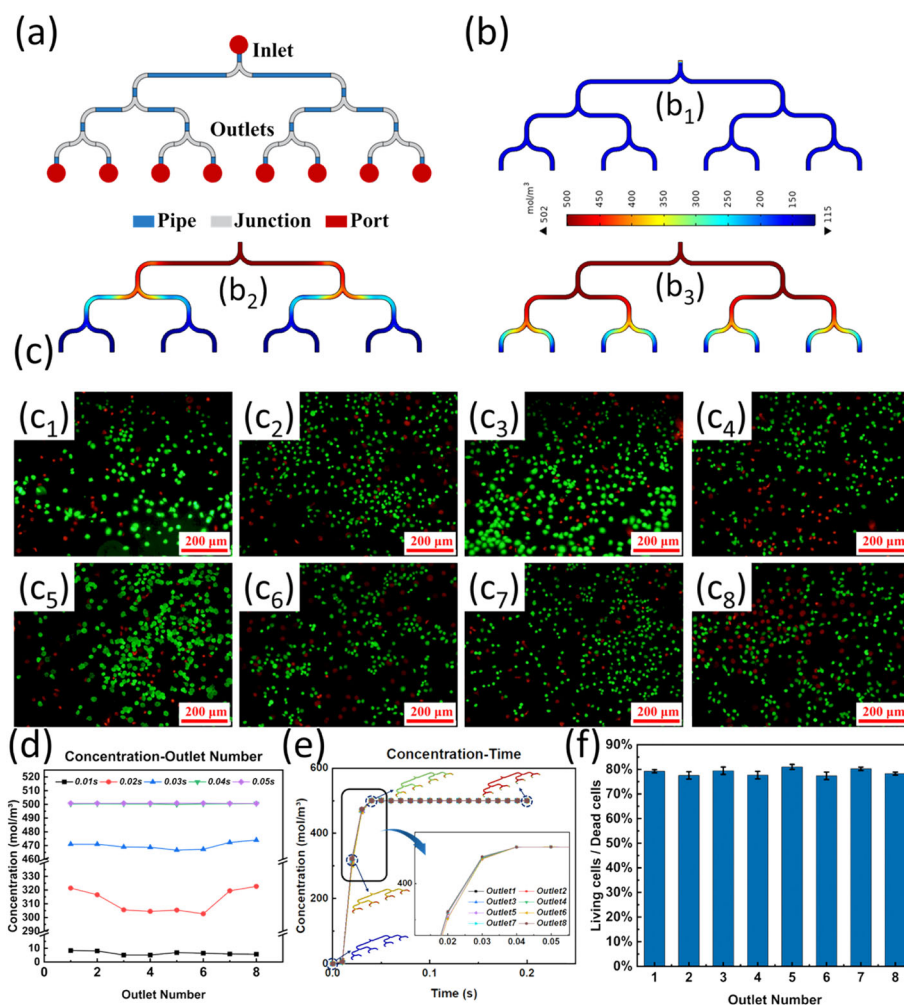 (a)
Inlet
Outlets
Pipe Junction Port
(b)
(b1)
mol/m³
▲ 502
500
450
400
350
300
250
200
150
▼ 115
(b2)
(b3)
(c)
(c1)
200 μm
(c2)
200 μm
(c3)
200 μm
(c4)
200 μm
(c5)
200 μm
(c6)
200 μm
(c7)
200 μm
(c8)
200 μm
(d)
Concentration-Outlet Number
0.01s 0.02s 0.03s 0.04s 0.05s
Concentration (mol/m³)
520
510
500
490
480
470
460
340
330
320
310
300
290
10
0
0 2 4 6 8
Outlet Number
(e)
Concentration-Time
Concentration (mol/m³)
600
400
200
0
0.0 0.1 0.2
Time (s)
400
0.02 0.03 0.04 0.05
Outlet1 Outlet2
Outlet3 Outlet4
Outlet5 Outlet6
Outlet7 Outlet8
(f)
Living cells / Dead cells
90%
80%
70%
60%
50%
40%
30%
20%
10%
0%
1 2 3 4 5 6 7 8
Outlet Number